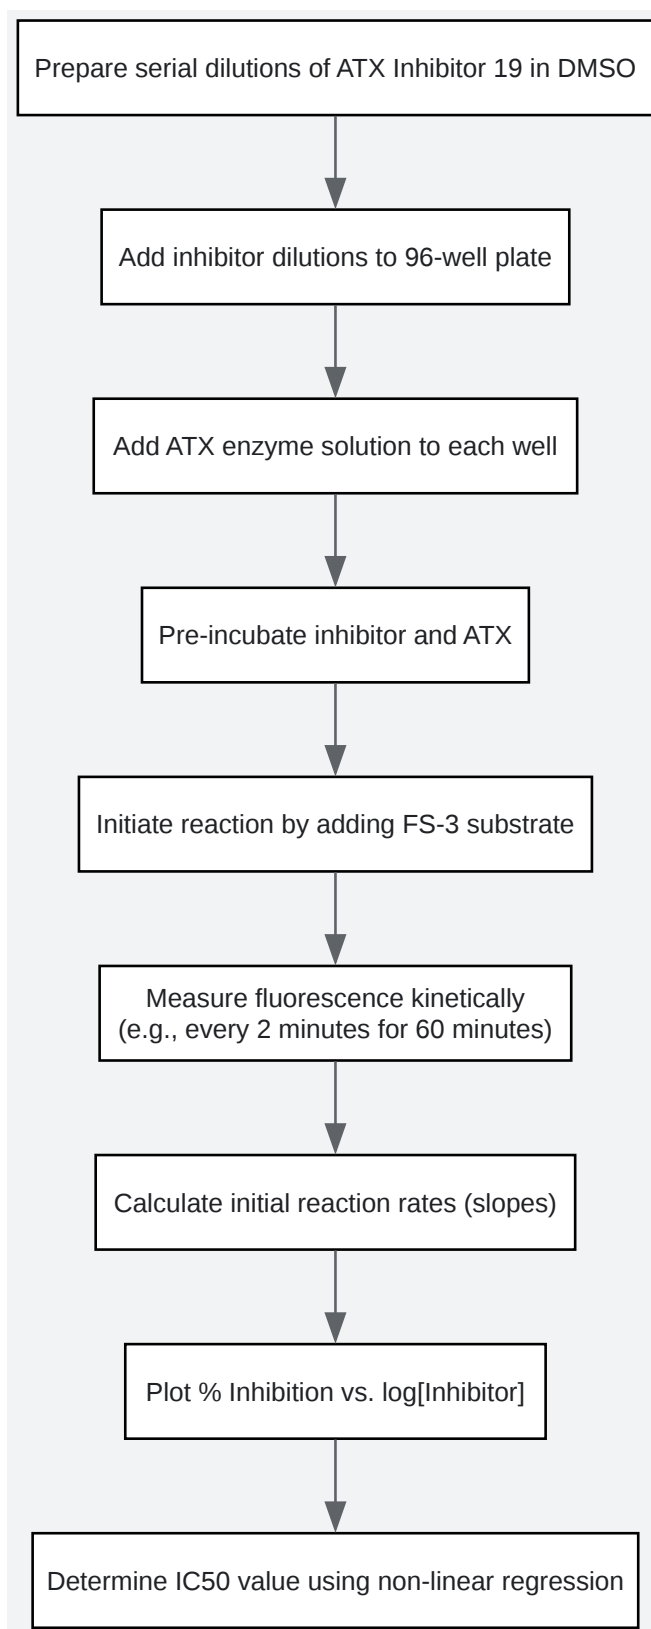 Prepare serial dilutions of ATX Inhibitor 19 in DMSO
Add inhibitor dilutions to 96-well plate
Add ATX enzyme solution to each well
Pre-incubate inhibitor and ATX
Initiate reaction by adding FS-3 substrate
Measure fluorescence kinetically
(e.g., every 2 minutes for 60 minutes)
Calculate initial reaction rates (slopes)
Plot % Inhibition vs. log[Inhibitor]
Determine IC50 value using non-linear regression